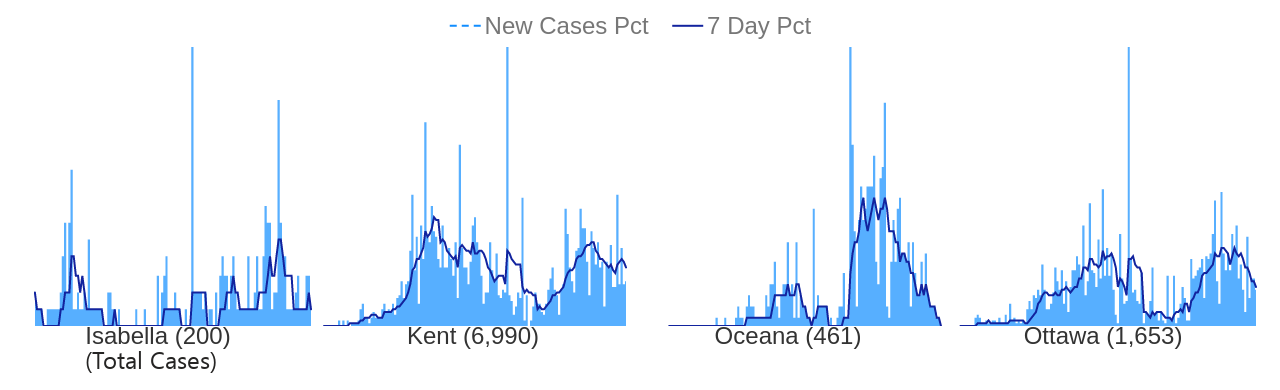 New Cases Pct 7 Day Pct
Isabella (200) Kent (6,990) Oceana (461) Ottawa (1,653)
(Total Cases)